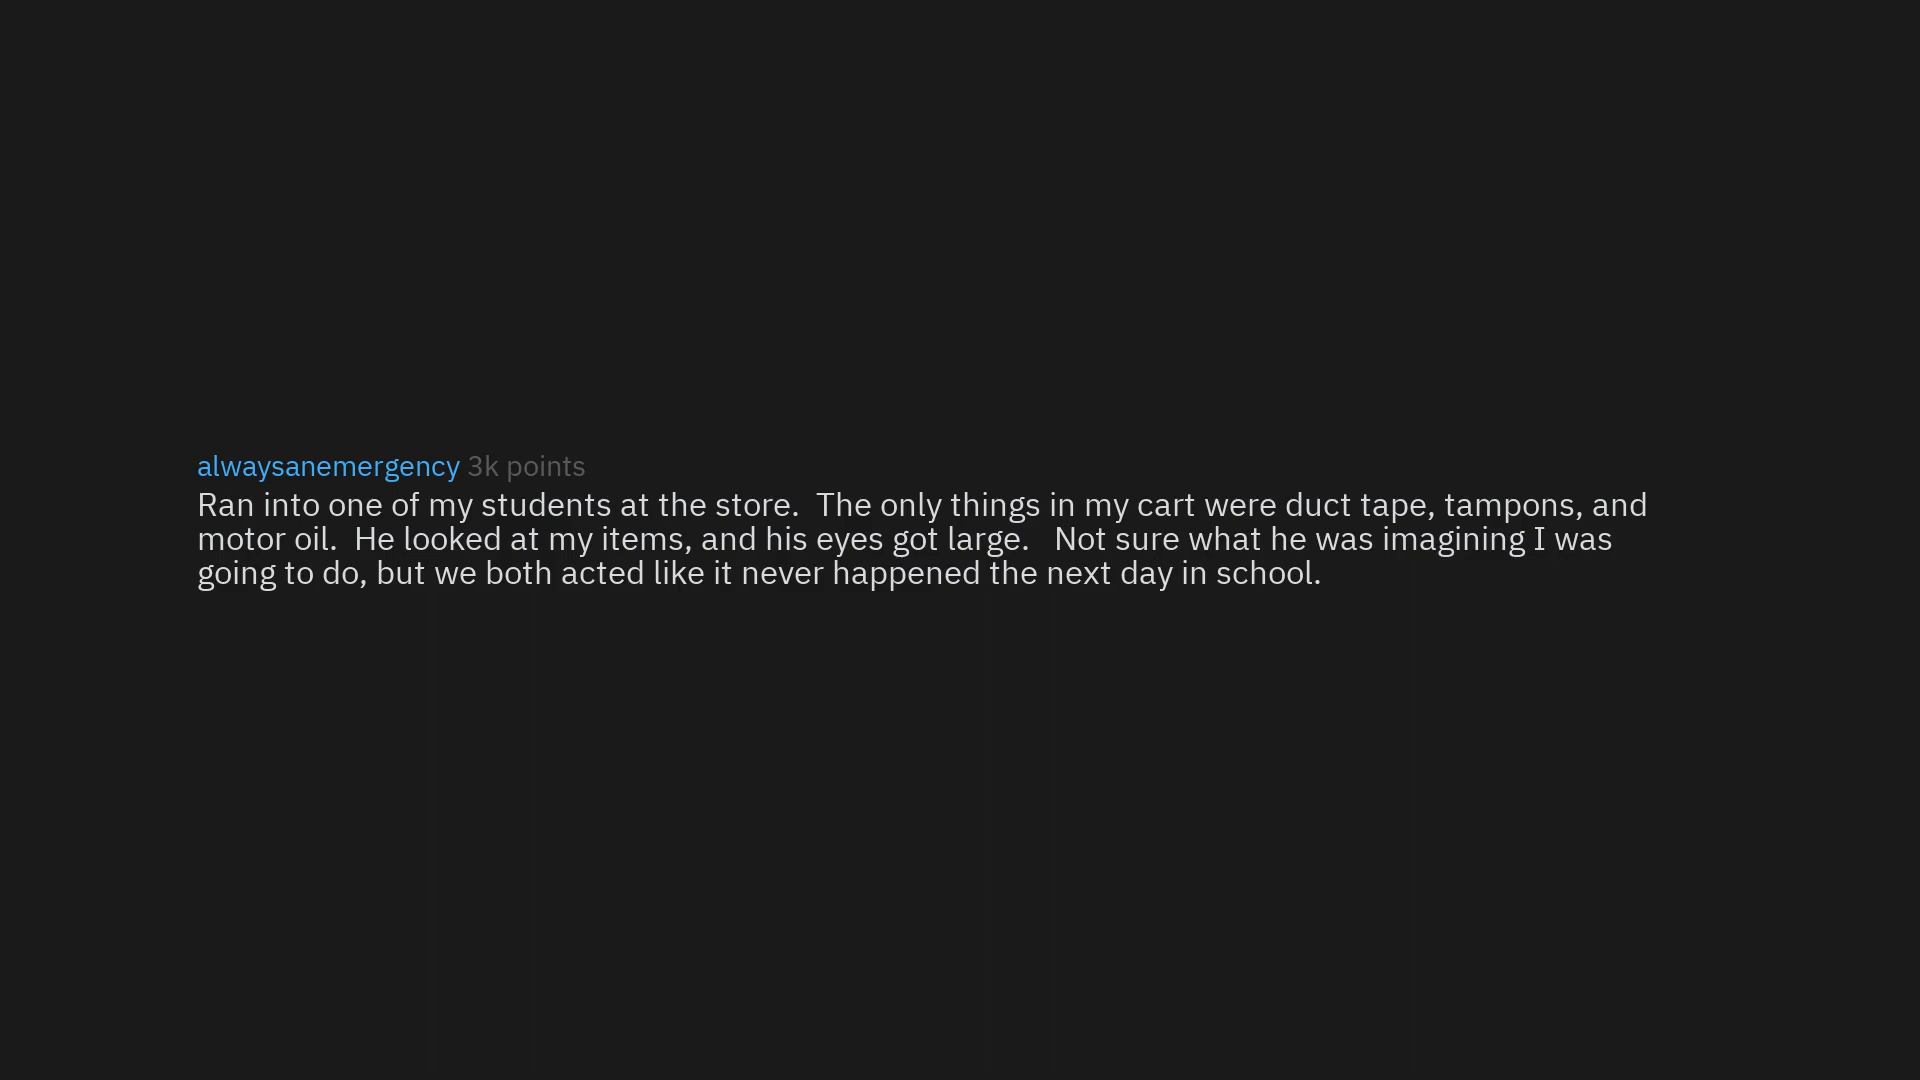 alwaysanemergency 3k points
Ran into one of my students at the store.  The only things in my cart were duct tape, tampons, and
motor oil.  He looked at my items, and his eyes got large.   Not sure what he was imagining I was
going to do, but we both acted like it never happened the next day in school.